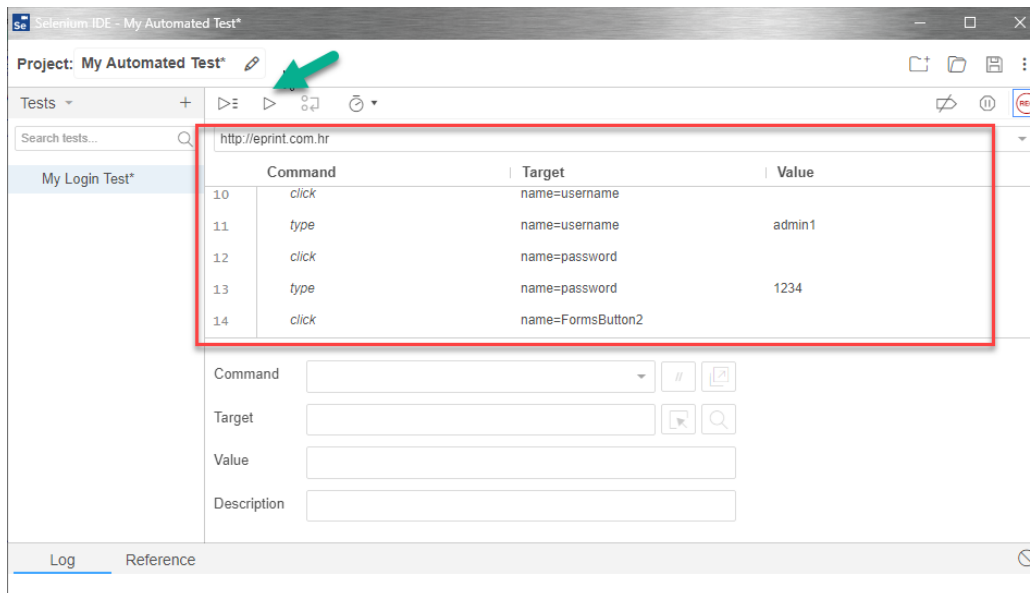 Se Selenium IDE - My Automated Test*
Project: My Automated Test*
Tests
Search tests...
My Login Test*
REC
http://eprint.com.hr
Command Target Value
10 click name=username
11 type name=username admin1
12 click name=password
13 type name=password 1234
14 click name=FormsButton2
Command //
Target
Value
Description
Log Reference